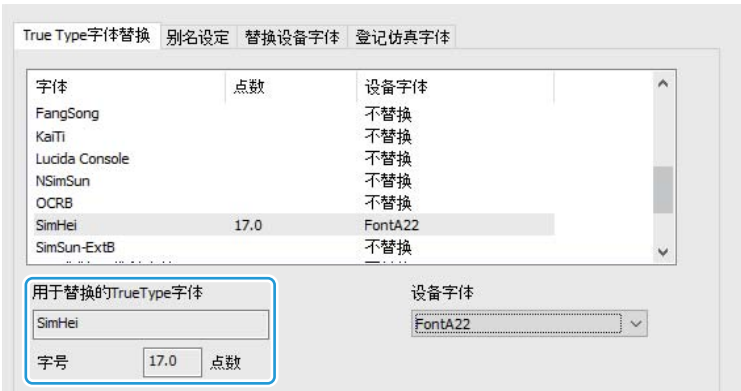 True Type字体替换 别名设定 替换设备字体 登记仿真字体
字体 点数 设备字体
FangSong 不替换
KaiTi 不替换
Lucida Console 不替换
NSimSun 不替换
OCRB 不替换
SimHei 17.0 FontA22
SimSun-ExtB 不替换
用于替换的TrueType字体 设备字体
SimHei FontA22
字号 17.0 点数